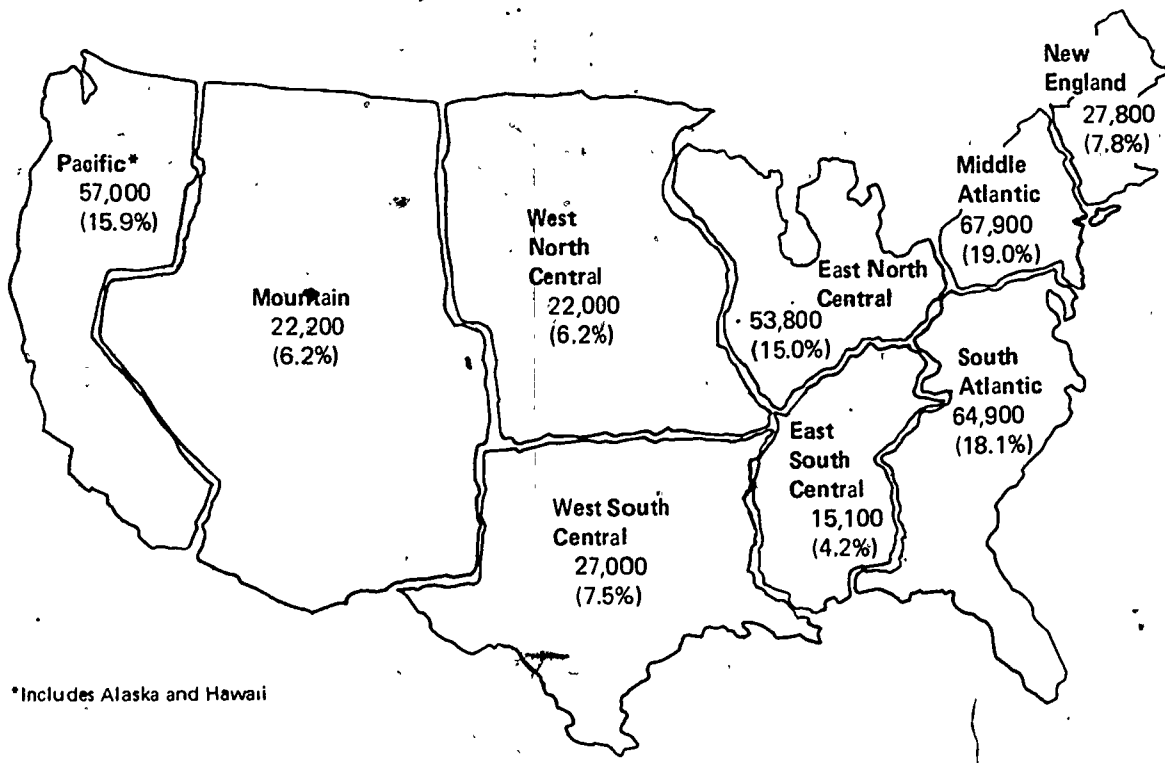 New
England
27,800
(7.8%)
Pacific*
57,000
(15.9%)
Middle
Atlantic
67,900
(19.0%)
West
North
Central
22,000
(6.2%)
East North
Central
53,800
(15.0%)
Mountain
22,200
(6.2%)
South
Atlantic
64,900
(18.1%)
East
South
Central
15,100
(4.2%)
West South
Central
27,000
(7.5%)
*Includes Alaska and Hawaii